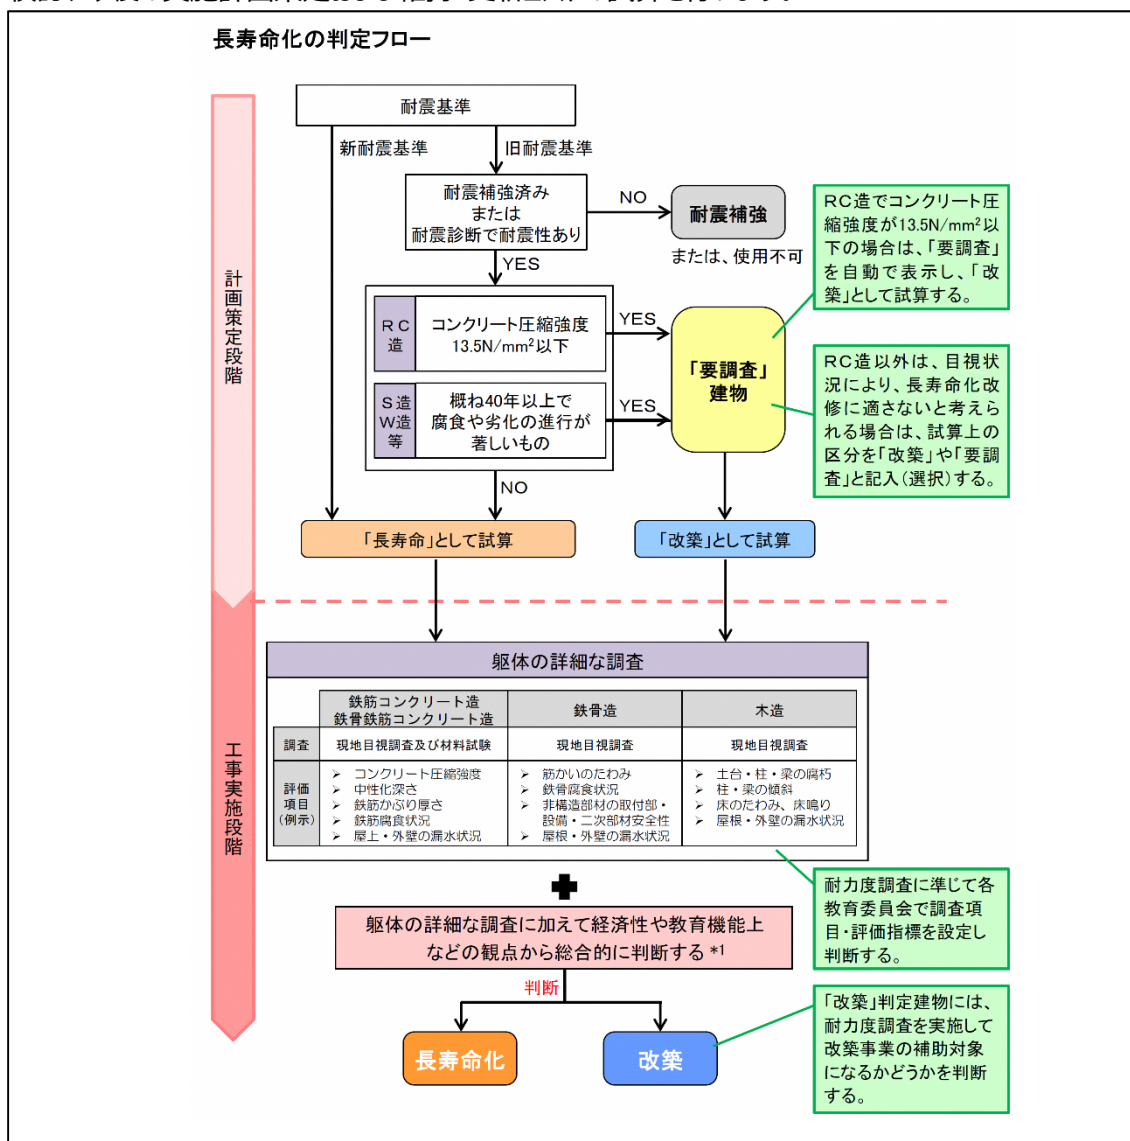 長寿命化の判定フロー
計画策定段階
工事実施段階
耐震基準
新耐震基準
旧耐震基準
耐震補強済み
または
耐震診断で耐震性あり
NO
耐震補強
または、使用不可
YES
RC
造
コンクリート圧縮強度
13.5N/mm²以下
YES
S造
W造
等
概ね40年以上で
腐食や劣化の進行が
著しいもの
YES
「要調査」
建物
NO
RC造でコンクリート圧
縮強度が13.5N/mm²以
下の場合は、「要調査」
を自動で表示し、「改
築」として試算する。
RC造以外は、目視状
況により、長寿命化改
修に適さないと考えら
れる場合は、試算上の
区分を「改築」や「要調
査」と記入(選択)する。
「長寿命」として試算
「改築」として試算
躯体の詳細な調査
鉄筋コンクリート造
鉄骨鉄筋コンクリート造
鉄骨造
木造
調査
現地目視調査及び材料試験
現地目視調査
現地目視調査
評価
項目
(例示)
➢ コンクリート圧縮強度
➢ 中性化深さ
➢ 鉄筋かぶり厚さ
➢ 鉄筋腐食状況
➢ 屋上・外壁の漏水状況
➢ 筋かいのたわみ
➢ 鉄骨腐食状況
➢ 非構造部材の取付部・
設備・二次部材安全性
➢ 屋根・外壁の漏水状況
➢ 土台・柱・梁の腐朽
➢ 柱・梁の傾斜
➢ 床のたわみ、床鳴り
➢ 屋根・外壁の漏水状況
耐力度調査に準じて各
教育委員会で調査項
目・評価指標を設定し
判断する。
躯体の詳細な調査に加えて経済性や教育機能上
などの観点から総合的に判断する *1
判断
長寿命化
改築
「改築」判定建物には、
耐力度調査を実施して
改築事業の補助対象
になるかどうかを判断
する。